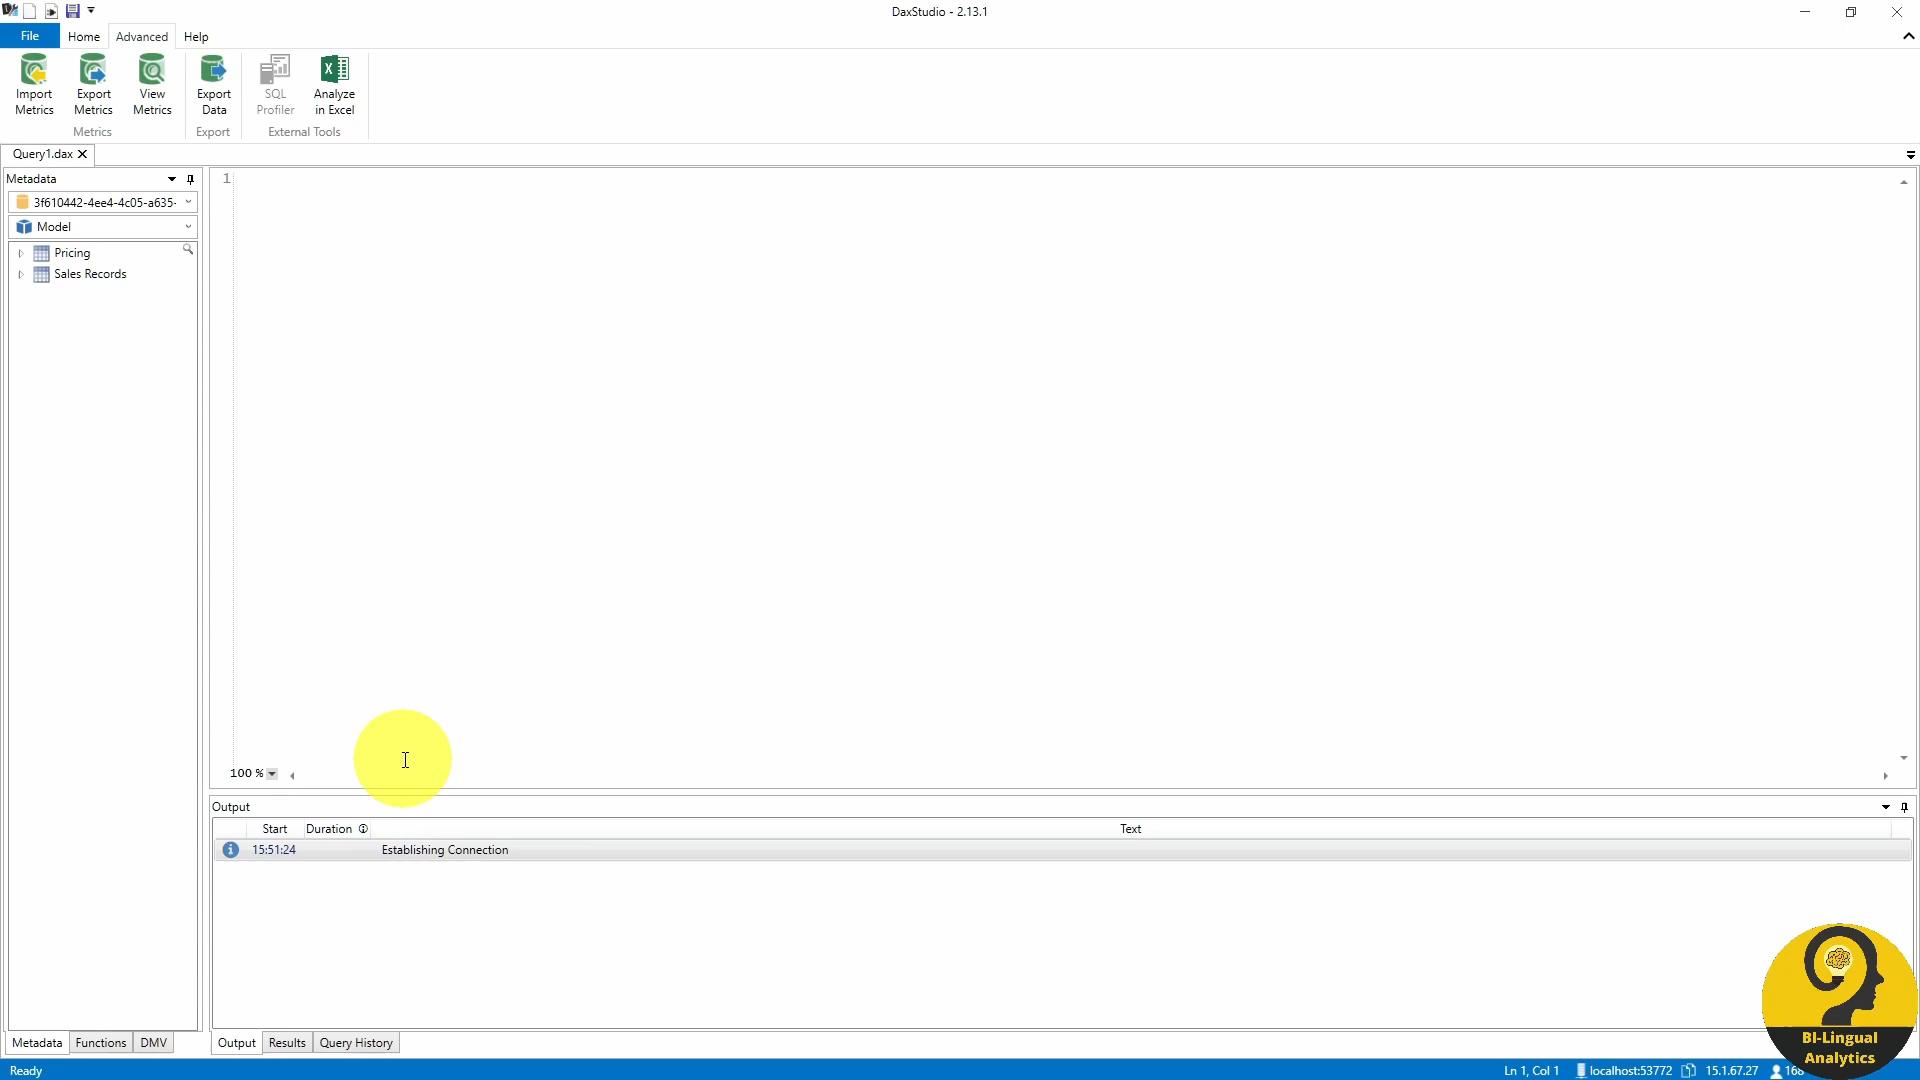 DaxStudio - 2.13.1
File Home Advanced Help
Import Metrics
Export Metrics
View Metrics
Export Data
SQL Profiler
Analyze in Excel
Metrics Export External Tools
Query1.dax
Metadata
3f610442-4ee4-4c05-a635-
Model
Pricing
Sales Records
1
100 %
Output
Start Duration Text
15:51:24 Establishing Connection
Metadata Functions DMV
Output Results Query History
Ready Ln 1, Col 1 localhost:53772 15.1.67.27 168
BI-Lingual
Analytics